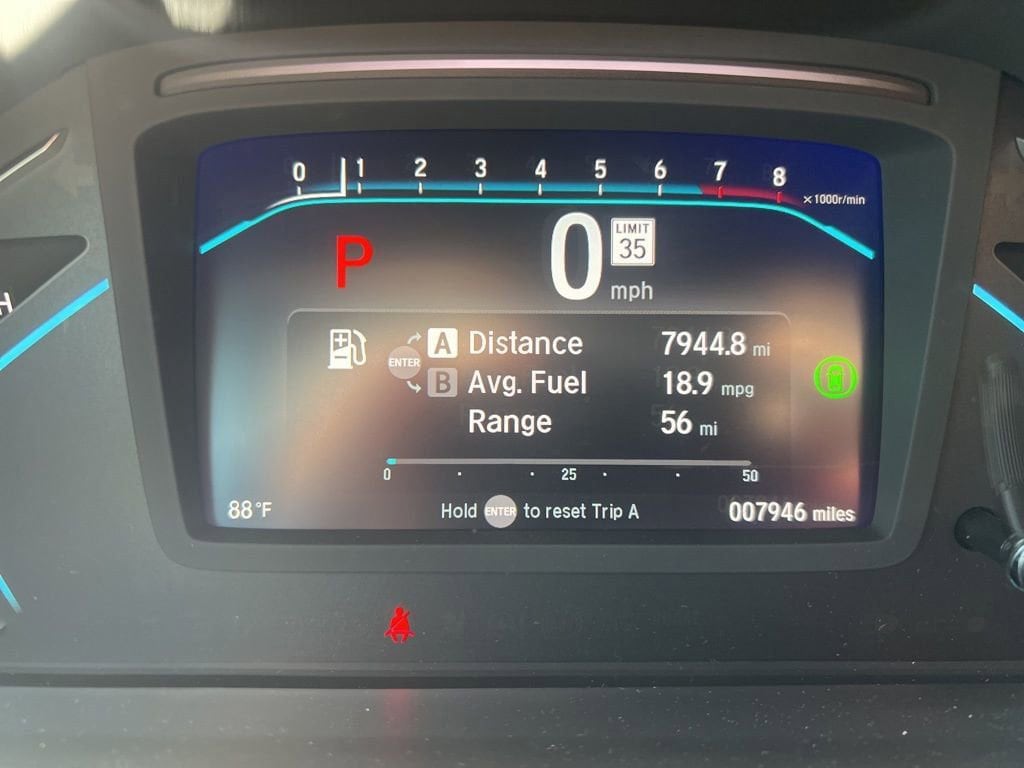 0 1 2 3 4 5 6 7 8
x1000r/min
P 0 LIMIT
35
mph
A Distance 7944.8 mi
ENTER
B Avg. Fuel 18.9 mpg
Range 56 mi
0 25 50
88°F Hold ENTER to reset Trip A 007946 miles
H